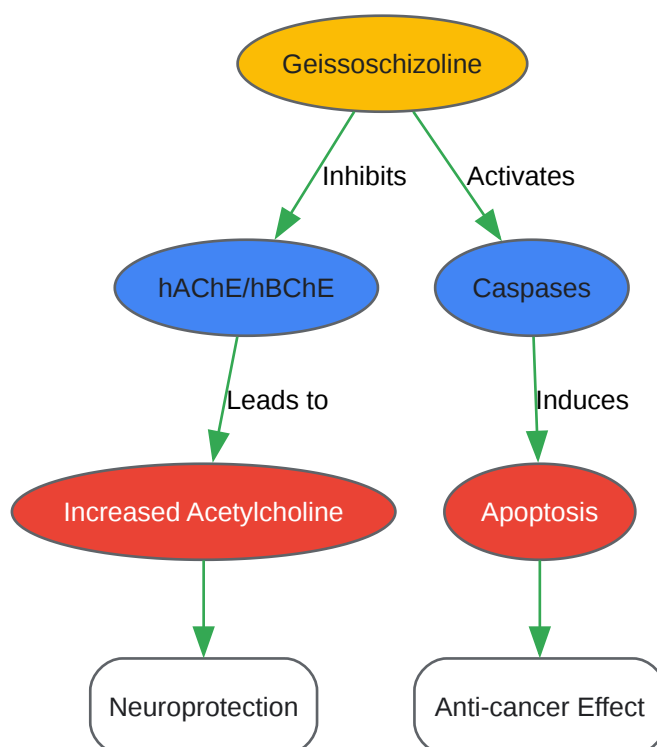 Geissoschizoline
Inhibits
Activates
hAChE/hBChE
Caspases
Leads to
Induces
Increased Acetylcholine
Apoptosis
Neuroprotection
Anti-cancer Effect